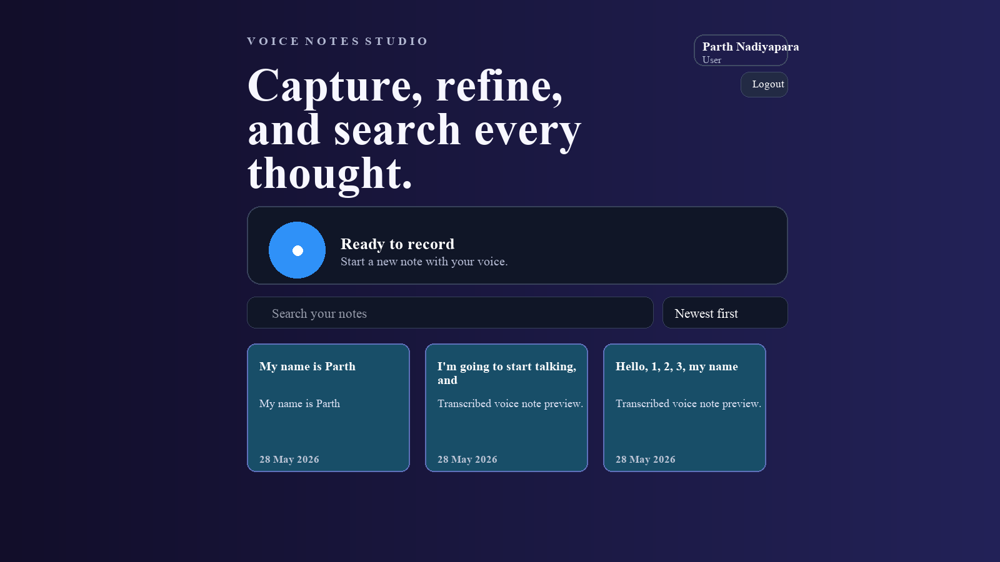 VOICE NOTES STUDIO
Parth Nadiyapara
User
Logout
Capture, refine,
and search every
thought.
Ready to record
Start a new note with your voice.
Search your notes
Newest first
My name is Parth
My name is Parth
28 May 2026
I'm going to start talking,
and
Transcribed voice note preview.
28 May 2026
Hello, 1, 2, 3, my name
Transcribed voice note preview.
28 May 2026